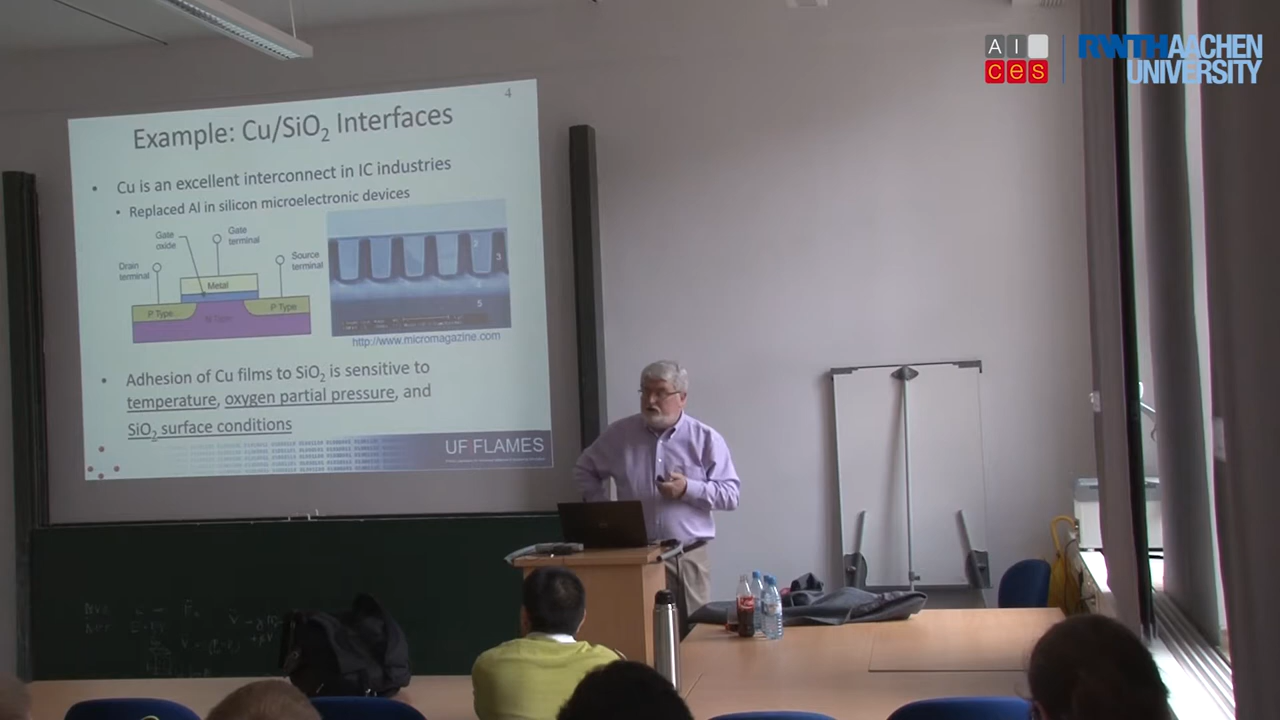 AI
ces
RWTH AACHEN
UNIVERSITY
4
Example: Cu/SiO2 Interfaces
• Cu is an excellent interconnect in IC industries
• Replaced Al in silicon microelectronic devices
Gate
oxide
Gate
terminal
Drain
terminal
Source
terminal
Metal
P Type
P Type
N Type
2
3
5
http://www.micromagazine.com
• Adhesion of Cu films to SiO2 is sensitive to
temperature, oxygen partial pressure, and
SiO2 surface conditions
UF FLAMES